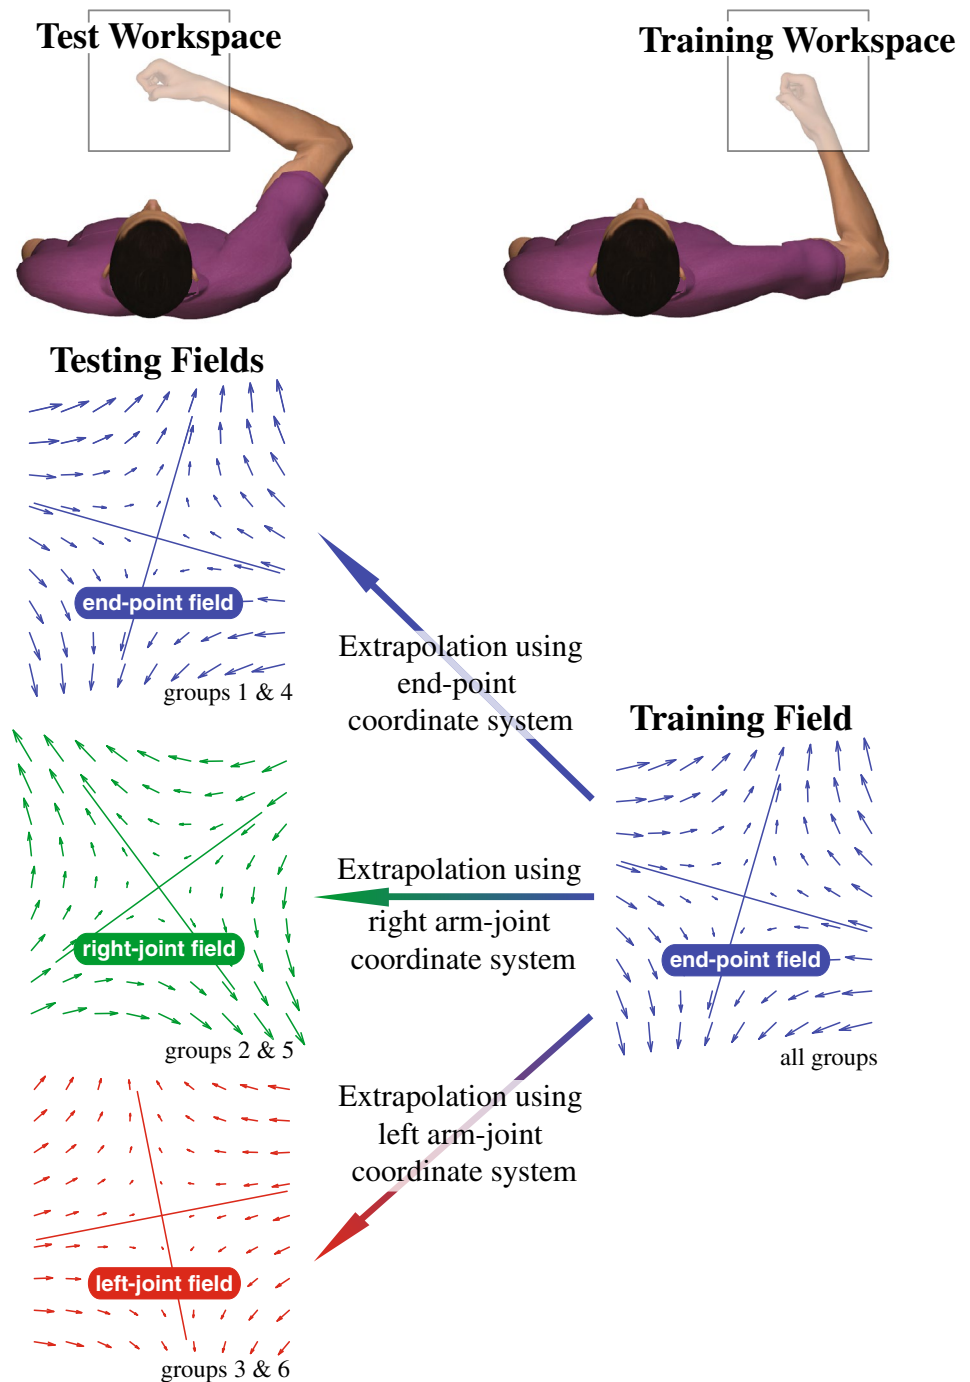 Test Workspace
Training Workspace
Testing Fields
end-point field
groups 1 & 4
Extrapolation using
end-point
coordinate system
Training Field
right-joint field
groups 2 & 5
Extrapolation using
right arm-joint
coordinate system
end-point field
all groups
Extrapolation using
left arm-joint
coordinate system
left-joint field
groups 3 & 6